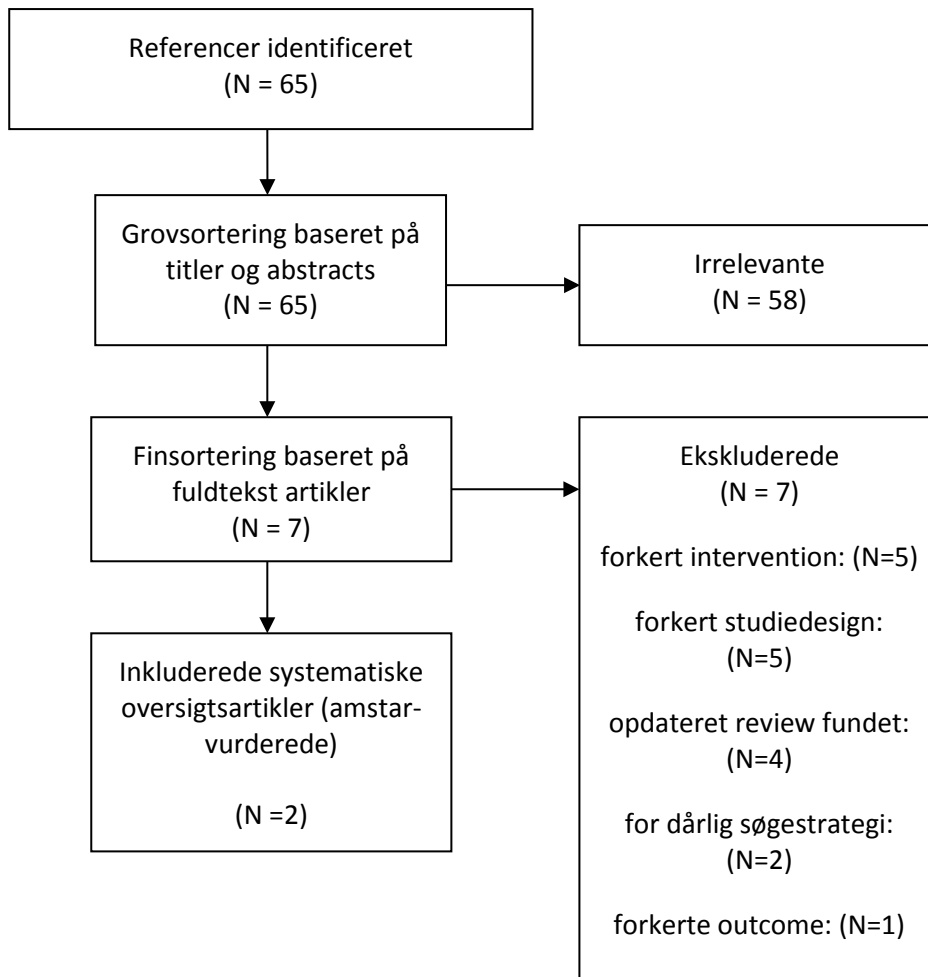 Referencer identificeret
(N = 65)
Grovsortering baseret på
titler og abstracts
(N = 65)
Irrelevante
(N = 58)
Finsortering baseret på
fuldtekst artikler
(N = 7)
Ekskluderede
(N = 7)
forkert intervention: (N=5)
forkert studiedesign:
(N=5)
opdateret review fundet:
(N=4)
for dårlig søgestrategi:
(N=2)
forkerte outcome: (N=1)
Inkluderede systematiske
oversigtsartikler (amstar-
vurderede)
(N =2)